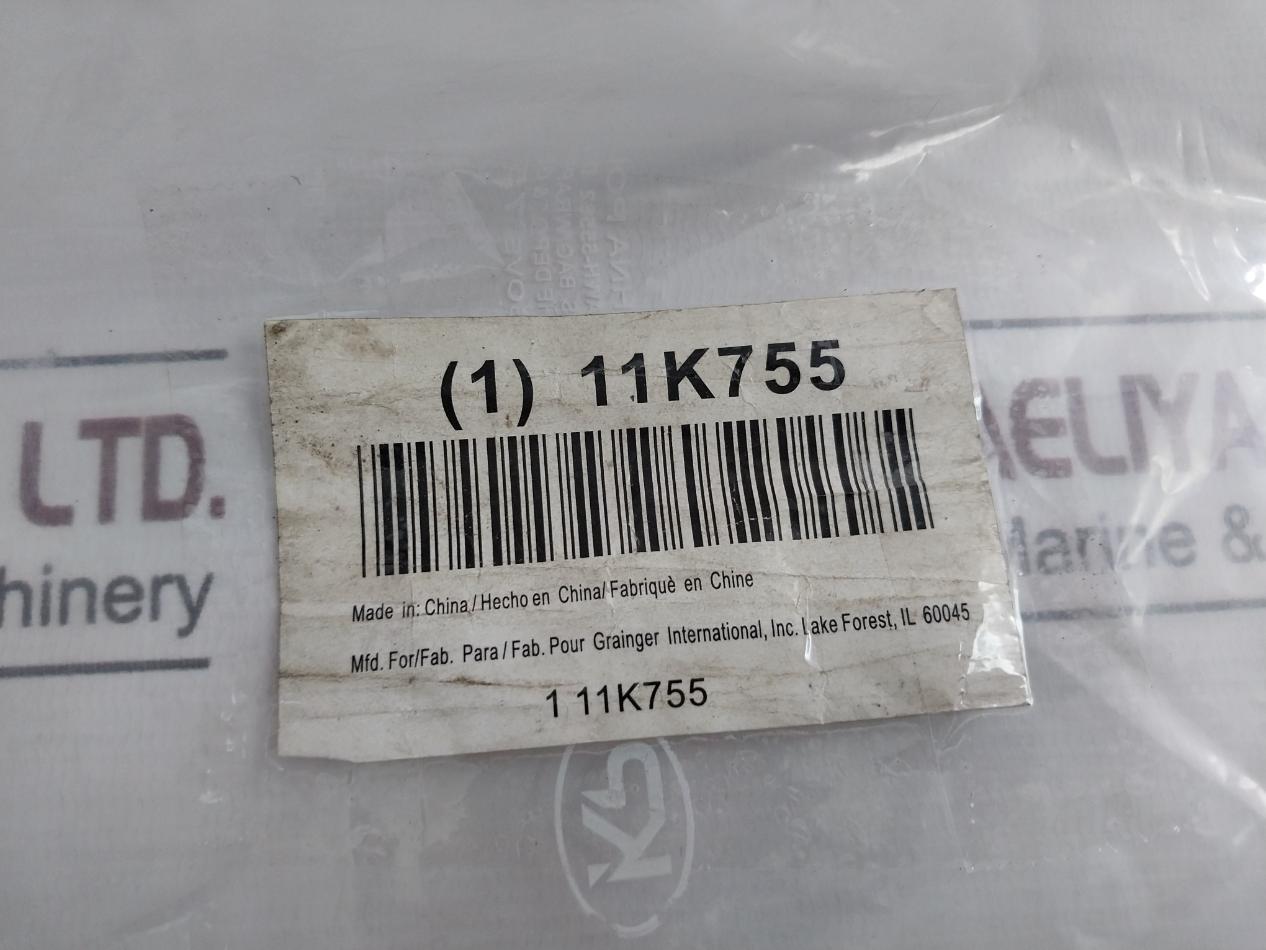 (1) 11K755
Made in: China / Hecho en China/ Fabriquè en Chine
Mfd. For/Fab. Para / Fab. Pour Grainger International, Inc. Lake Forest, IL 60045
1 11K755
LTD.
hinery
AELIYA
Marine &
KS